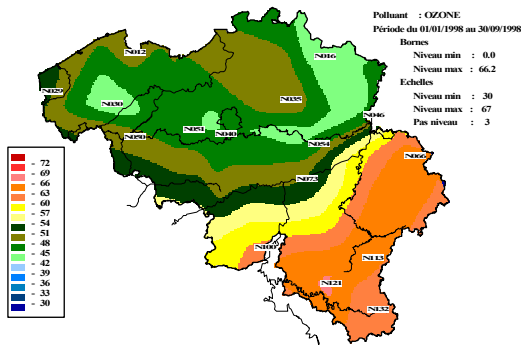 Polluant : OZONE
Période du 01/01/1998 au 30/09/1998
Bornes
Niveau min : 0.0
Niveau max : 66.2
Echelles
Niveau min : 30
Niveau max : 67
Pas niveau : 3
N012
N016
N029
N030
N035
N046
N051
N040
N050
N054
N066
N073
N100
N113
N121
N132
- 72
- 69
- 66
- 63
- 60
- 57
- 54
- 51
- 48
- 45
- 42
- 39
- 36
- 33
- 30